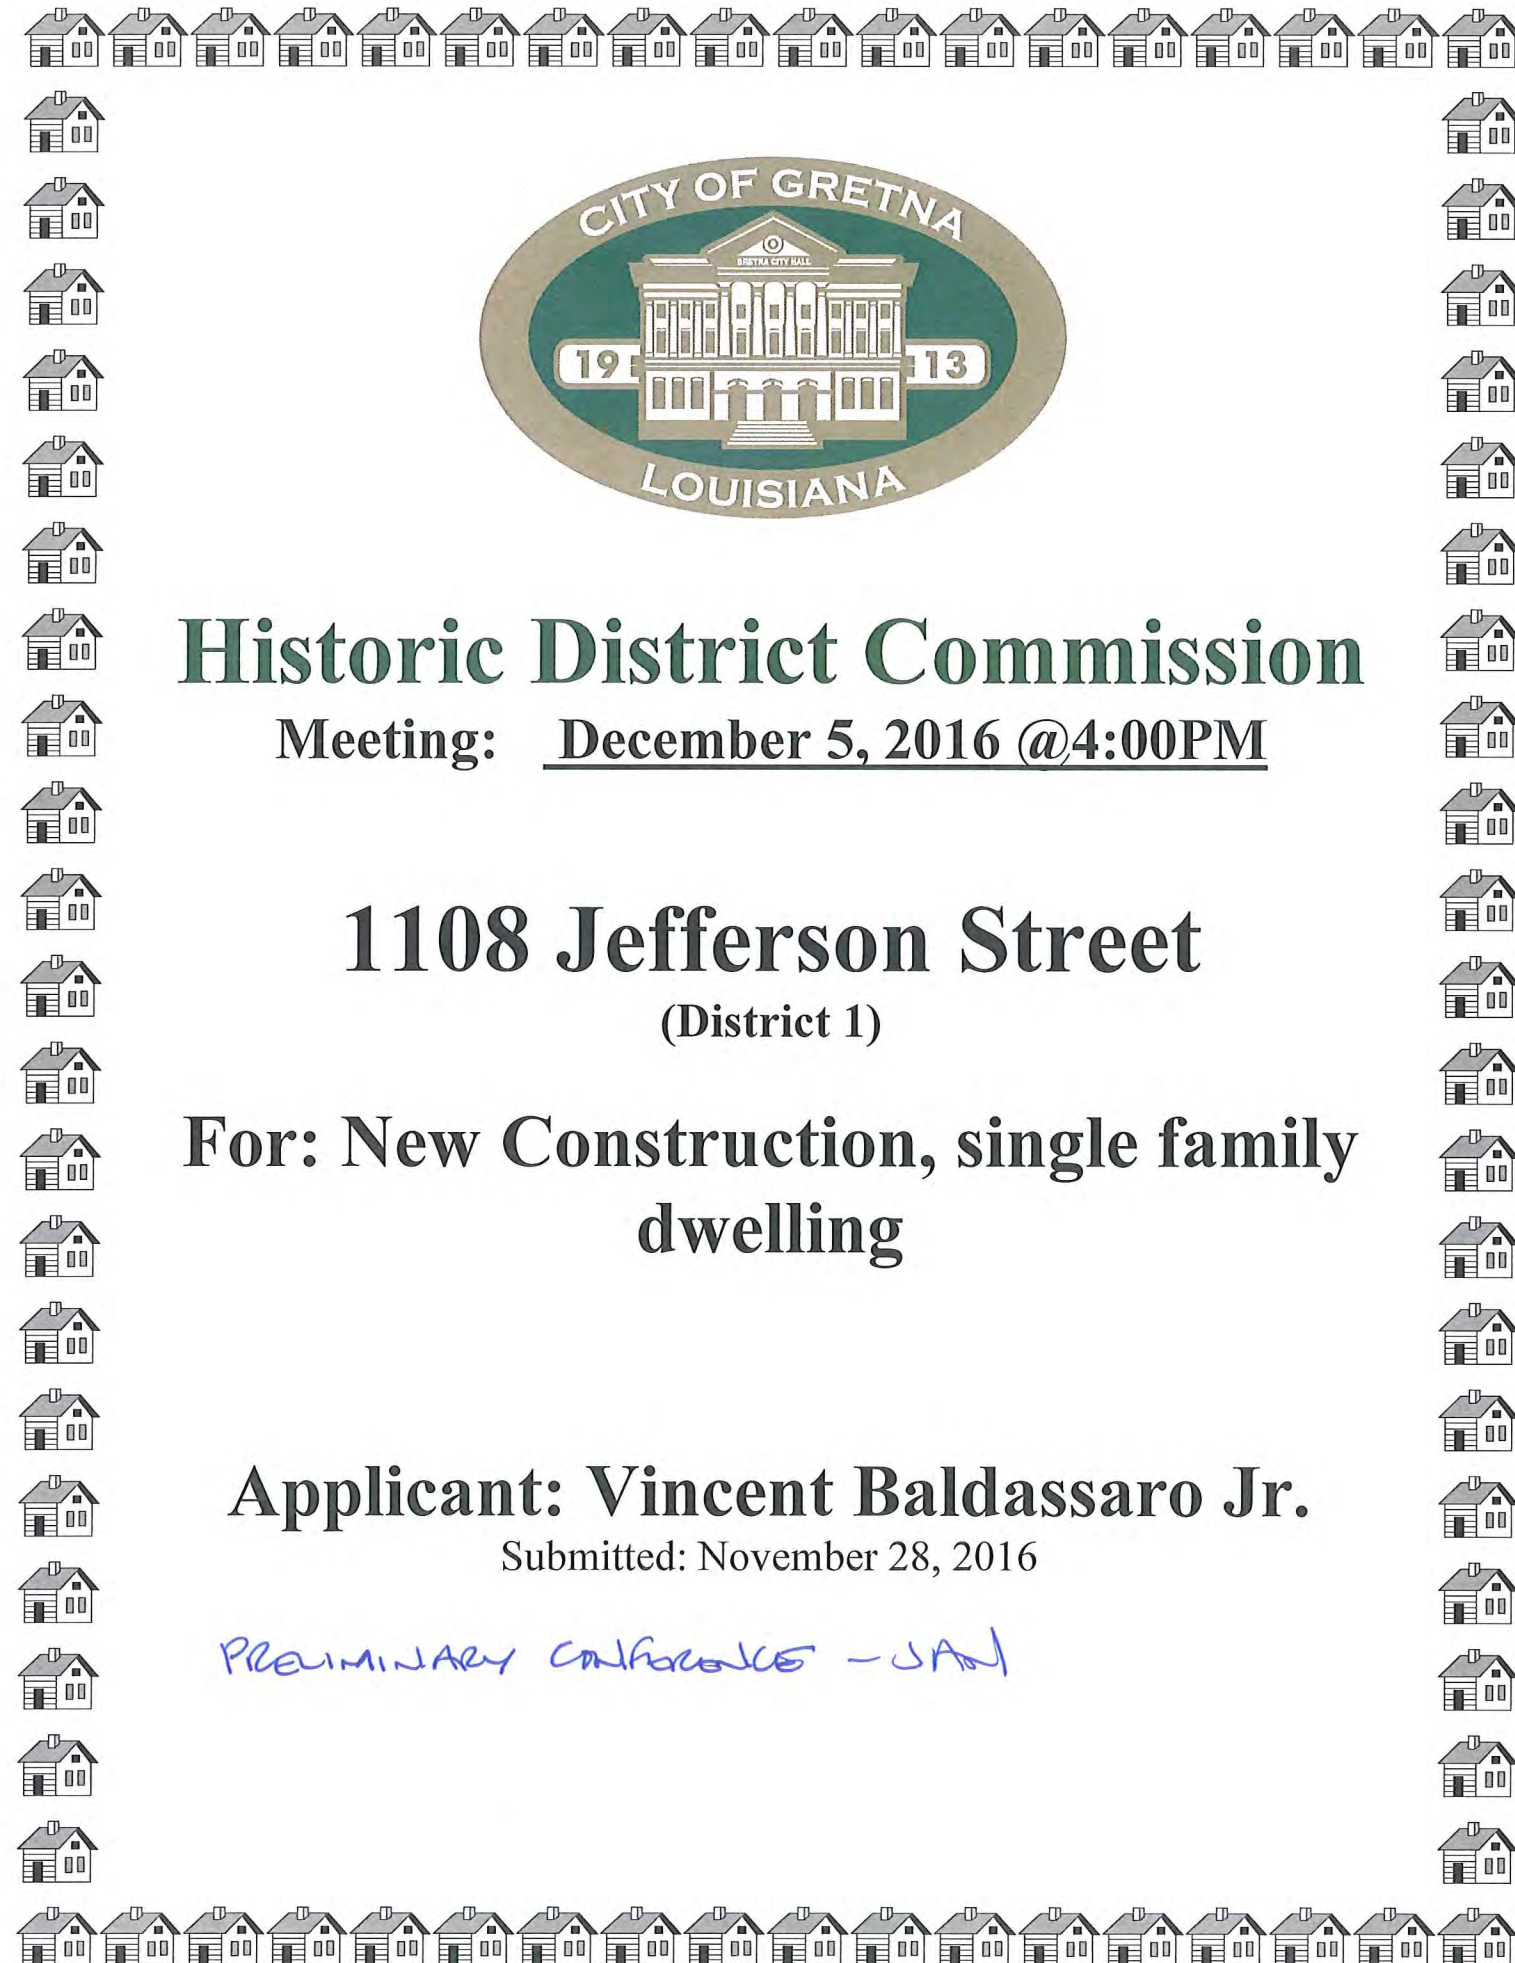 CITY OF GRETNA
GRETNA CITY HALL
19 13
LOUISIANA
Historic District Commission
Meeting: December 5, 2016 @4:00PM
1108 Jefferson Street
(District 1)
For: New Construction, single family
dwelling
Applicant: Vincent Baldassaro Jr.
Submitted: November 28, 2016
PRELIMINARY CONFERENCE - JAN